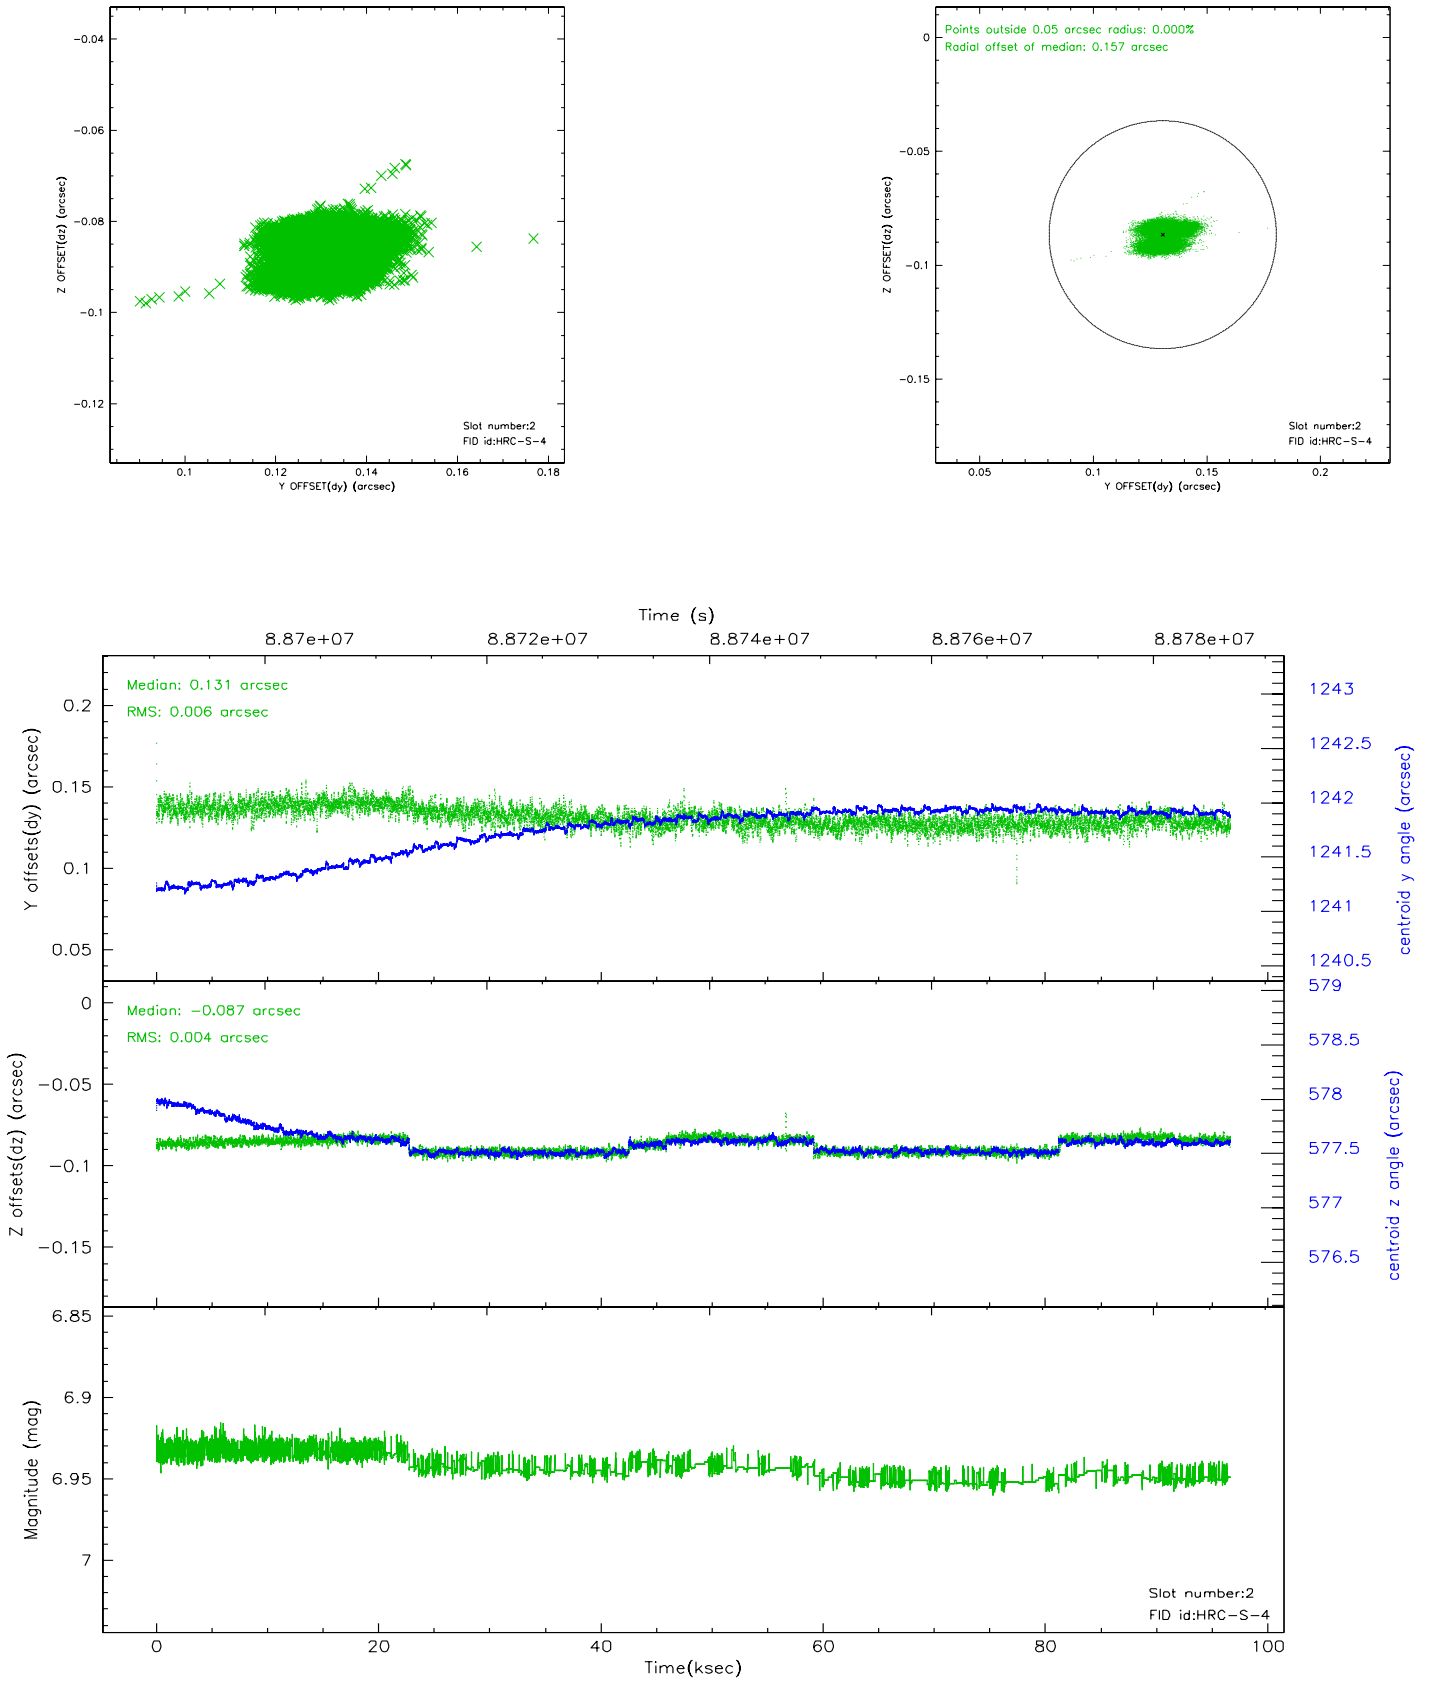 -0.04
-0.06
-0.08
-0.1
-0.12
Z OFFSET(dz) (arcsec)
Slot number:2
FID id:HRC-S-4
0.1 0.12 0.14 0.16 0.18
Y OFFSET(dy) (arcsec)
Points outside 0.05 arcsec radius: 0.000%
Radial offset of median: 0.157 arcsec
0
-0.05
-0.1
-0.15
Z OFFSET(dz) (arcsec)
Slot number:2
FID id:HRC-S-4
0.05 0.1 0.15 0.2
Y OFFSET(dy) (arcsec)
Time (s)
8.87e+07 8.872e+07 8.874e+07 8.876e+07 8.878e+07
Median: 0.131 arcsec
RMS: 0.006 arcsec
0.2
0.15
0.1
0.05
Y offsets(dy) (arcsec)
1243
1242.5
1242
1241.5
1241
1240.5
centroid y angle (arcsec)
Median: -0.087 arcsec
RMS: 0.004 arcsec
0
-0.05
-0.1
-0.15
Z offsets(dz) (arcsec)
579
578.5
578
577.5
577
576.5
centroid z angle (arcsec)
6.85
6.9
6.95
7
Magnitude (mag)
Slot number:2
FID id:HRC-S-4
0 20 40 60 80 100
Time(ksec)